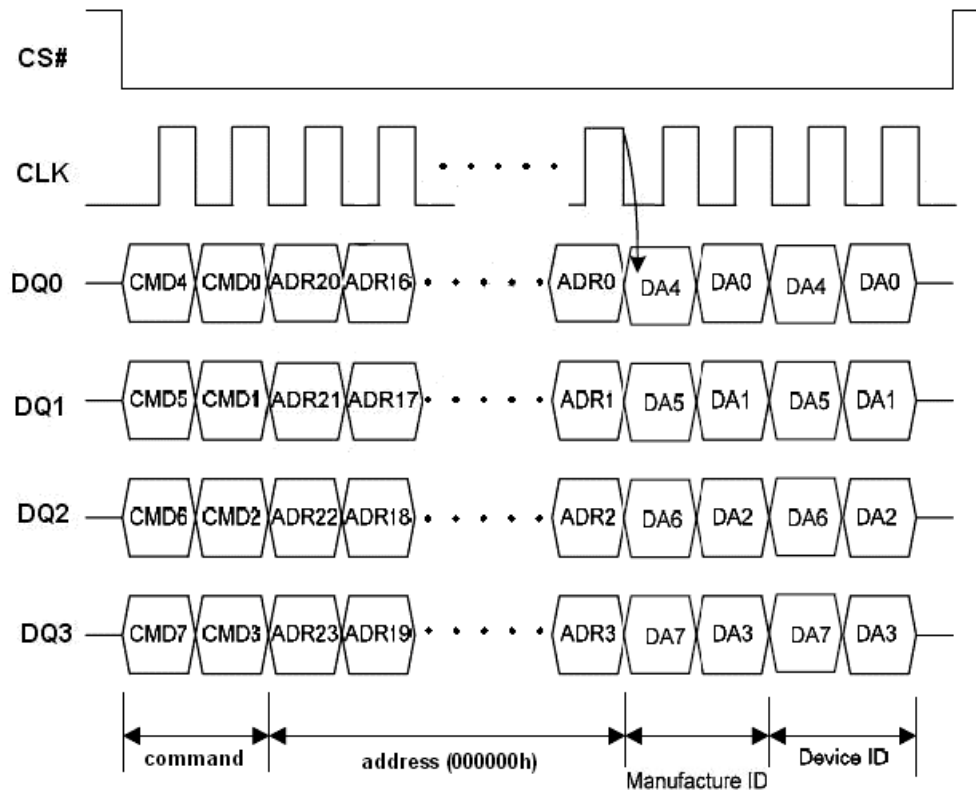 CS#
CLK
DQ0 CMD4 CMD0 ADR20 ADR16 ADR0 DA4 DA0 DA4 DA0
DQ1 CMD5 CMD1 ADR21 ADR17 ADR1 DA5 DA1 DA5 DA1
DQ2 CMD6 CMD2 ADR22 ADR18 ADR2 DA6 DA2 DA6 DA2
DQ3 CMD7 CMD3 ADR23 ADR19 ADR3 DA7 DA3 DA7 DA3
command address (000000h) Manufacture ID Device ID